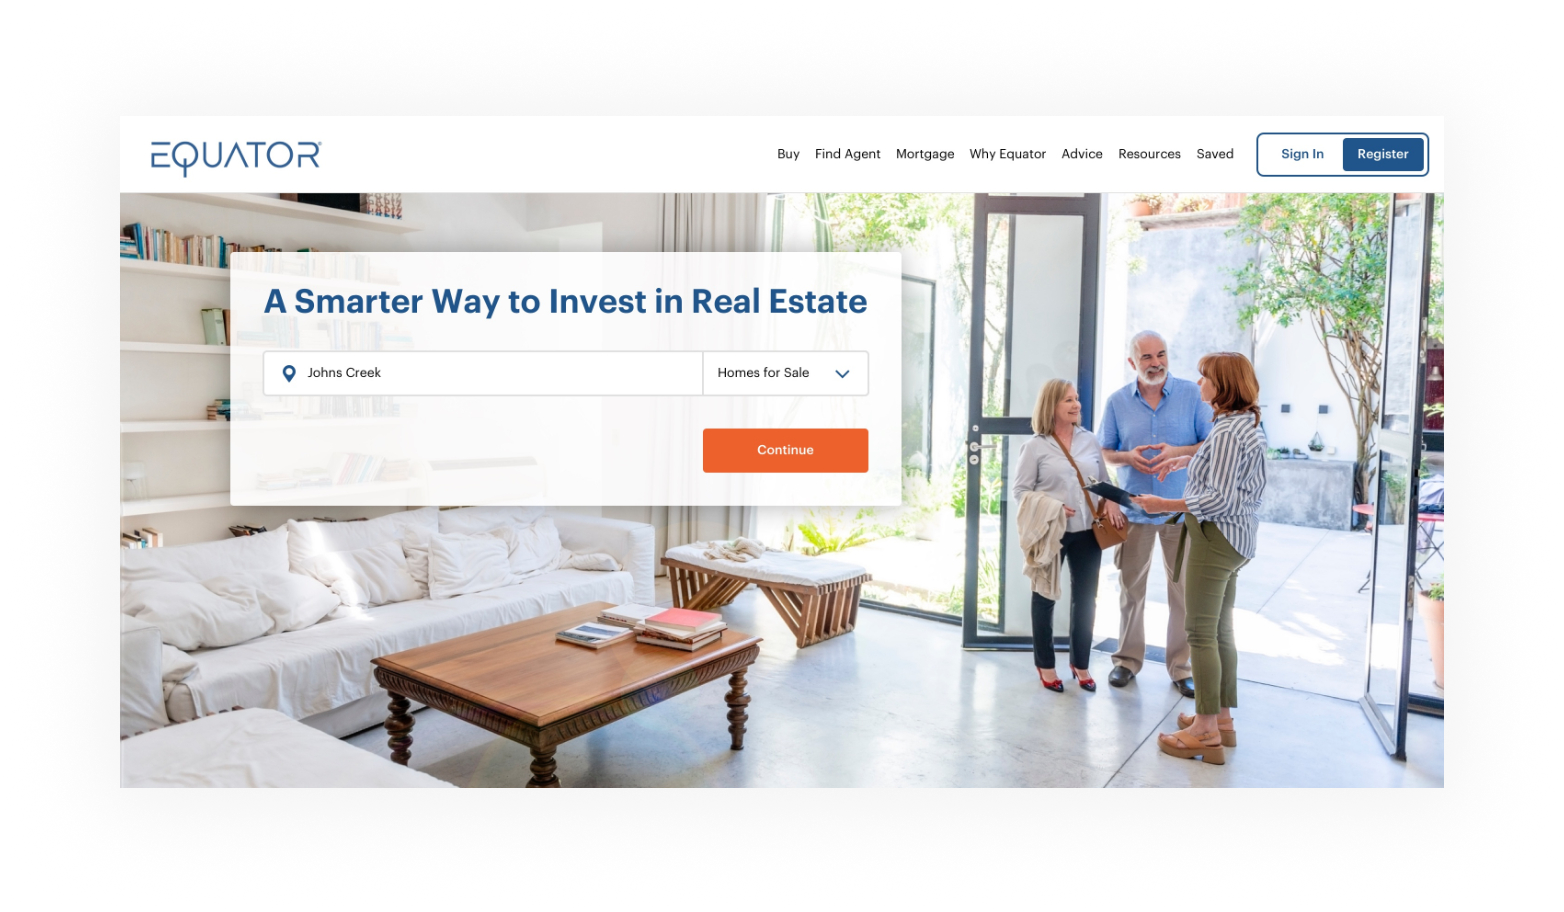 EQUATOR
Buy Find Agent Mortgage Why Equator Advice Resources Saved Sign In Register
A Smarter Way to Invest in Real Estate
Johns Creek Homes for Sale
Continue